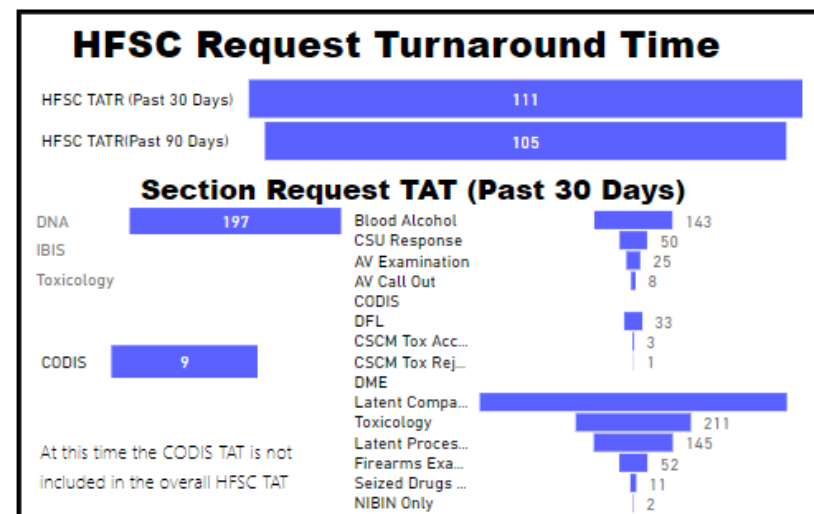 HFSC Request Turnaround Time
HFSC TATR (Past 30 Days) 111
HFSC TATR(Past 90 Days) 105
Section Request TAT (Past 30 Days)
DNA 197
IBIS
Toxicology
CODIS 9
At this time the CODIS TAT is not
included in the overall HFSC TAT
Blood Alcohol 143
CSU Response 50
AV Examination 25
AV Call Out 8
CODIS
DFL 33
CSCM Tox Acc... 3
CSCM Tox Rej... 1
DME
Latent Compa...
Toxicology 211
Latent Proces... 145
Firearms Exa... 52
Seized Drugs ... 11
NIBIN Only 2